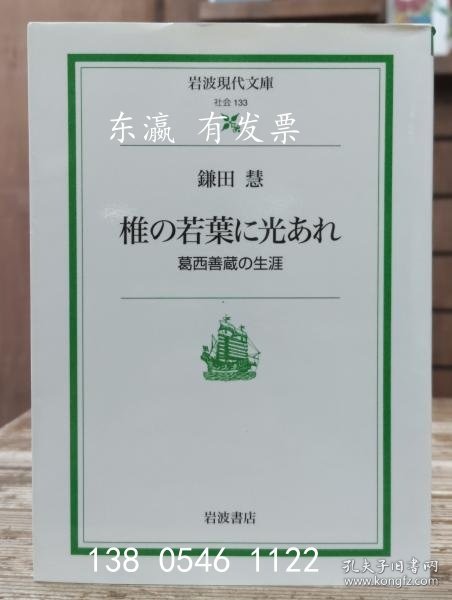 岩波現代文庫
社会 133
东瀛 有发票
鎌田 慧
椎の若葉に光あれ
葛西善蔵の生涯
岩波書店
138 0546 1122
孔夫子旧书网
www.kongfz.com